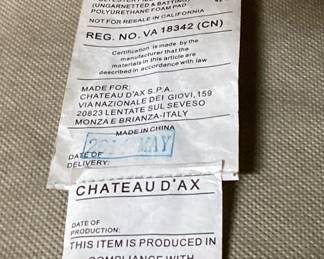 (UNGARNETTED & BATTING)
POLYURETHANE FOAM PAD
NOT FOR RESALE IN CALIFORNIA
REG. NO. VA 18342 (CN)
Certification is made by the
manufacturer that the
materials in this article are
described in accordance with law
MADE FOR:
CHATEAU D'AX S.P.A.
VIA NAZIONALE DEI GIOVI, 159
20823 LENTATE SUL SEVESO
MONZA E BRIANZA-ITALY
MADE IN CHINA
MAY
DATE OF
DELIVERY:
CHATEAU D'AX
DATE OF
PRODUCTION:
THIS ITEM IS PRODUCED IN
COMPLIANCE WITH